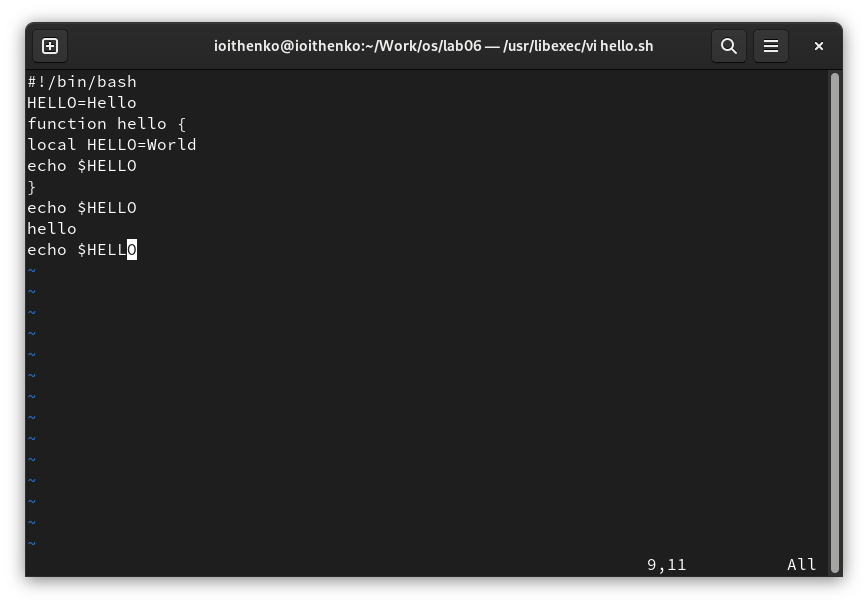 ioithenko@ioithenko:~/Work/os/lab06 — /usr/libexec/vi hello.sh
#!/bin/bash
HELLO=Hello
function hello {
local HELLO=World
echo $HELLO
}
echo $HELLO
hello
echo $HELLO
~
~
~
~
~
~
~
~
~
~
~
~
~
~
9,11 All